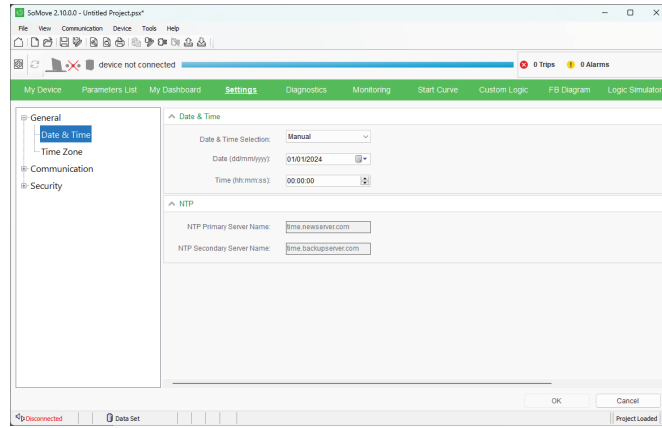 SoMove 2.10.0.0 - Untitled Project.psx*
File View Communication Device Tools Help
device not connected
0 Trips 0 Alarms
My Device Parameters List My Dashboard Settings Diagnostics Monitoring Start Curve Custom Logic FB Diagram Logic Simulator
General
Date & Time
Time Zone
Communication
Security
Date & Time
Date & Time Selection: Manual
Date (dd/mm/yyyy): 01/01/2024
Time (hh:mm:ss): 00:00:00
NTP
NTP Primary Server Name: time.newserver.com
NTP Secondary Server Name: time.backupserver.com
OK Cancel
Disconnected Data Set Project Loaded